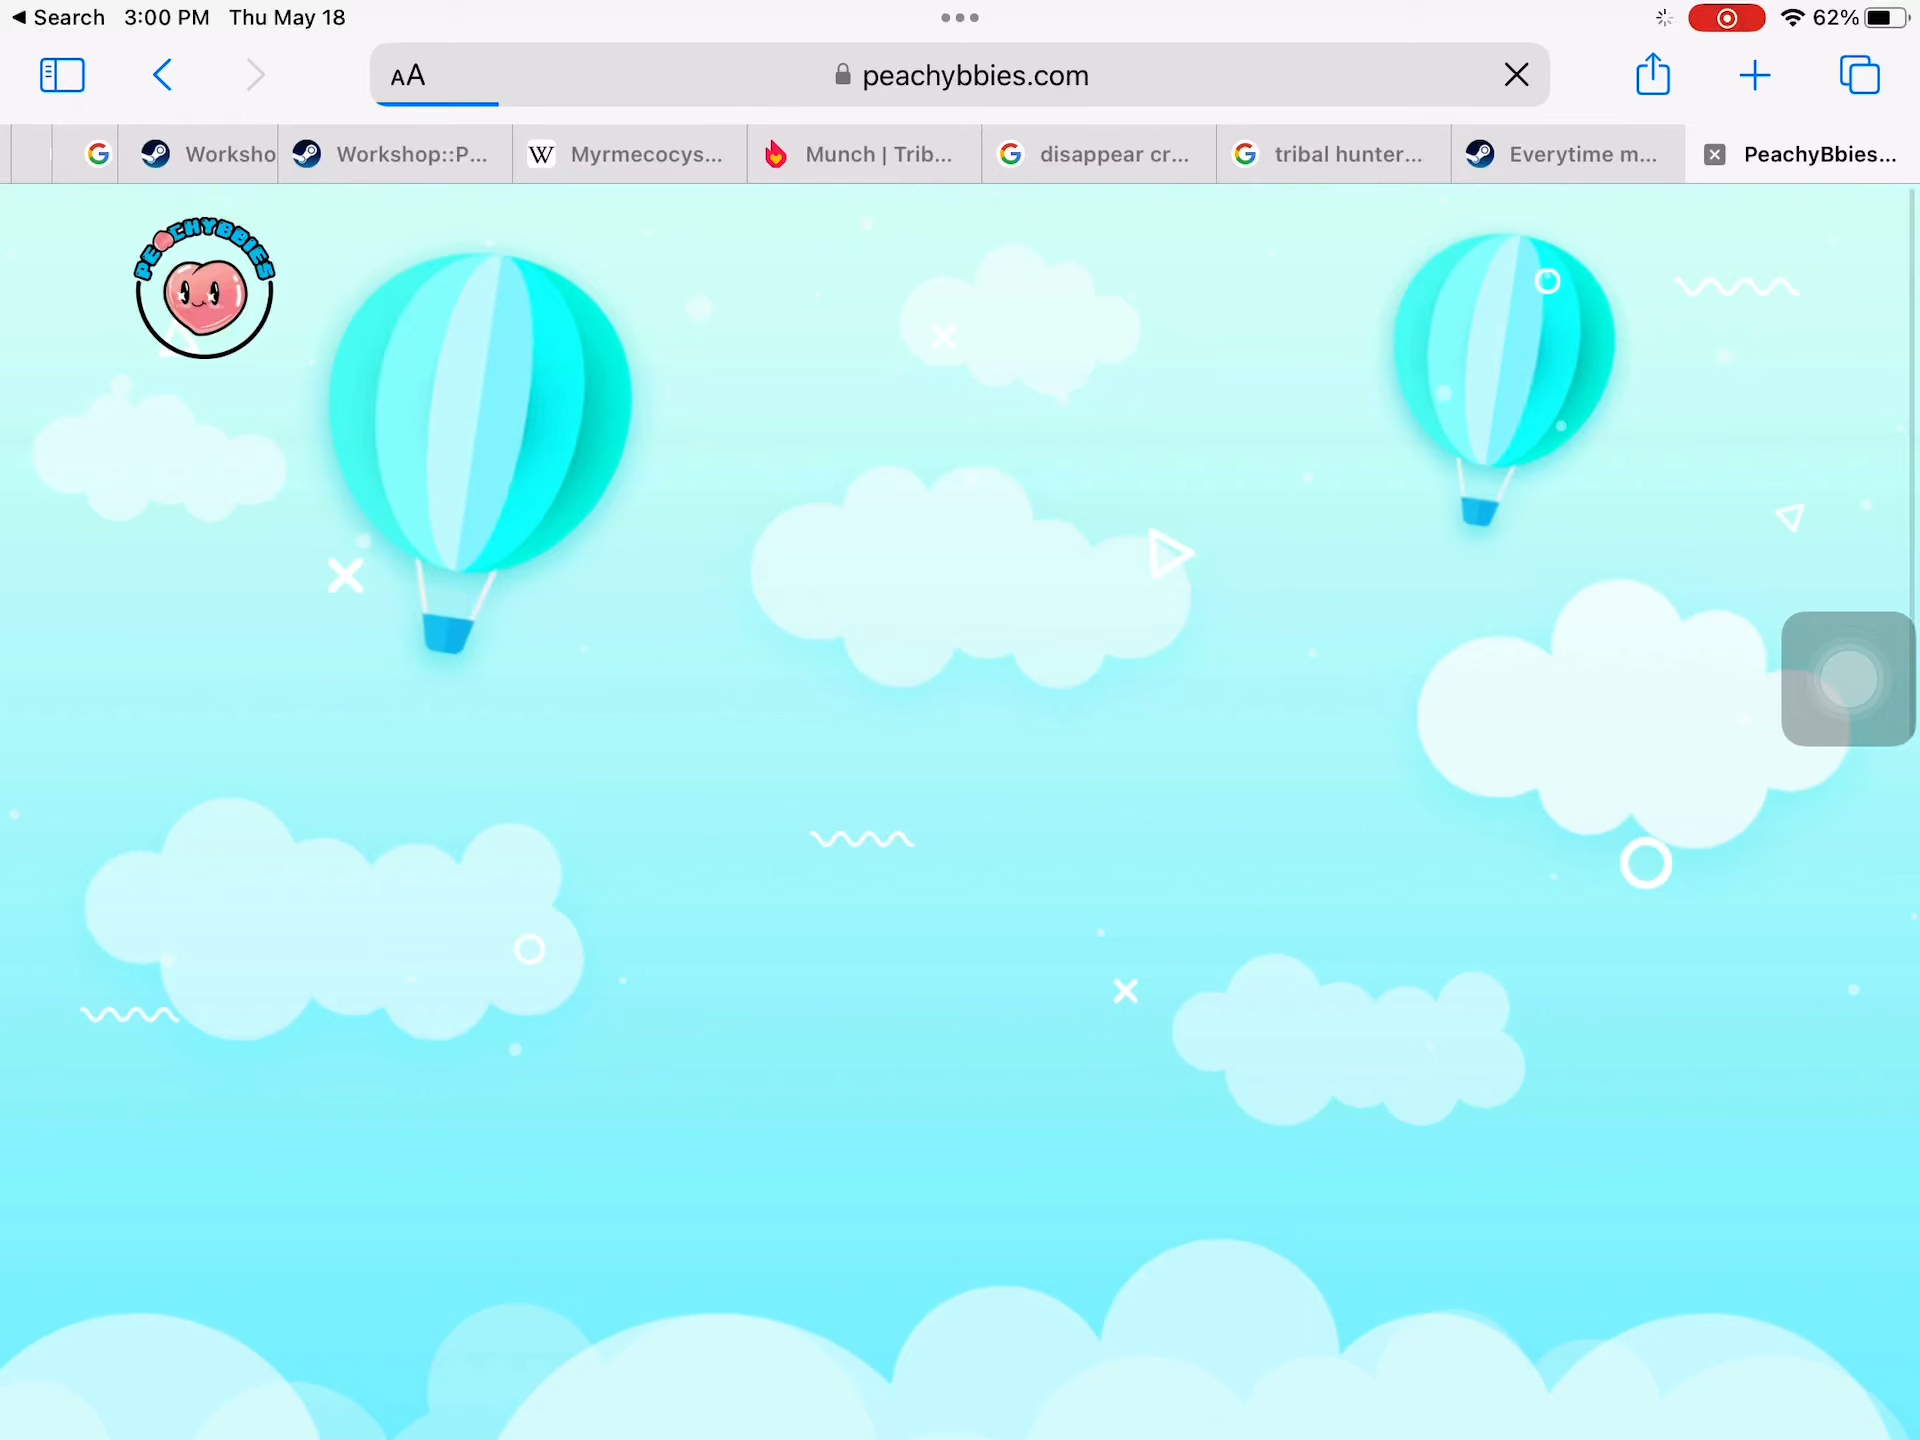 Search 3:00 PM Thu May 18
62%
AA peachybbies.com
G Worksho Workshop::P... W Myrmecocys... Munch | Trib... G disappear cr... G tribal hunter... Everytime m... PeachyBbies...
PEACHYBBIES